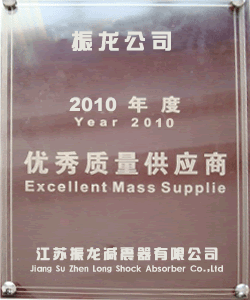 振龙公司
2010 年 度
Year 2010
优秀质量供应商
Excellent Mass Supplie
江苏振龙减震器有限公司
Jiang Su Zhen Long Shock Absorber Co.,Ltd